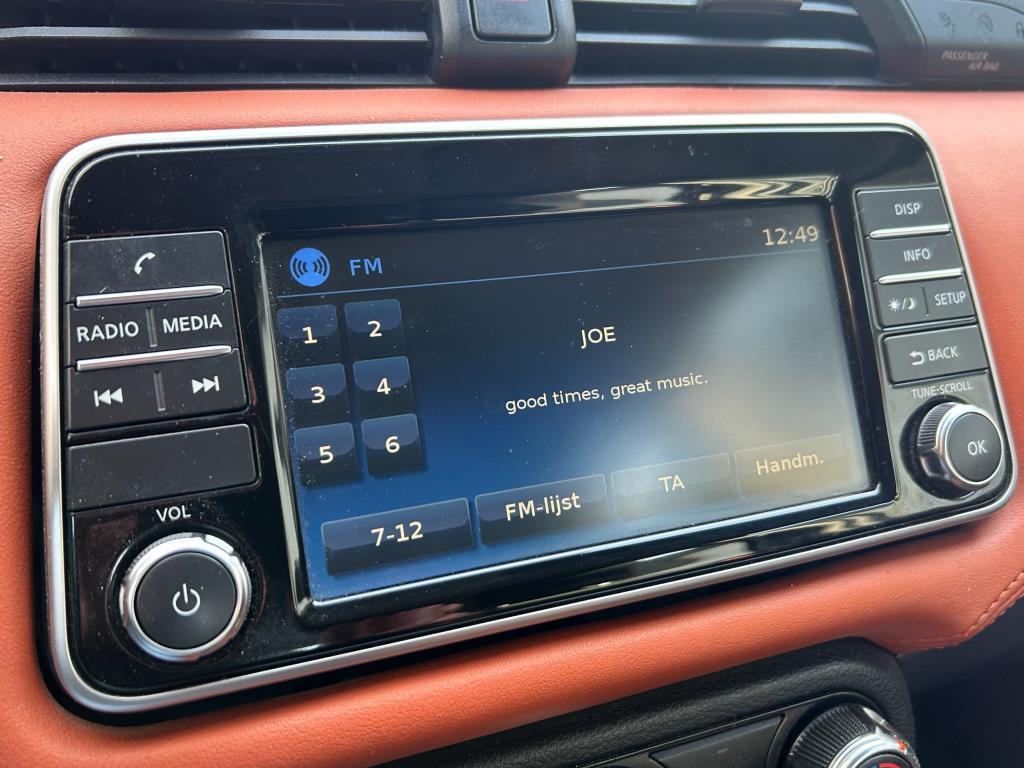 PASSENGER
AIR BAG
DISP
INFO
SETUP
BACK
TUNE·SCROLL
OK
RADIO
MEDIA
VOL
FM
12:49
1
2
3
4
5
6
JOE
good times, great music.
7-12
FM-lijst
TA
Handm.